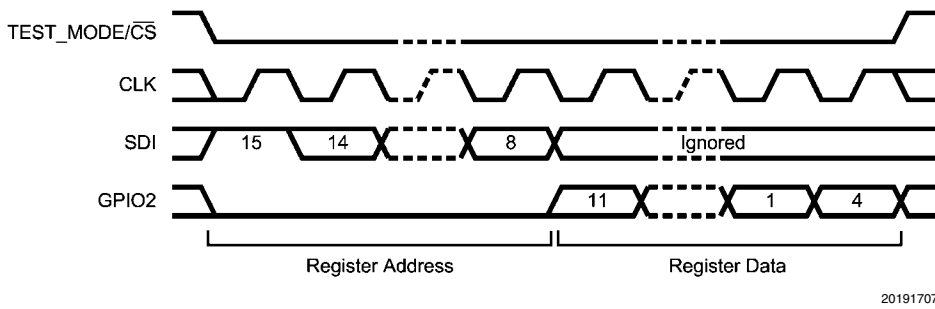 TEST_MODE/CS
CLK
SDI 15 14 8 Ignored
GPIO2 11 1 4
Register Address Register Data
20191707